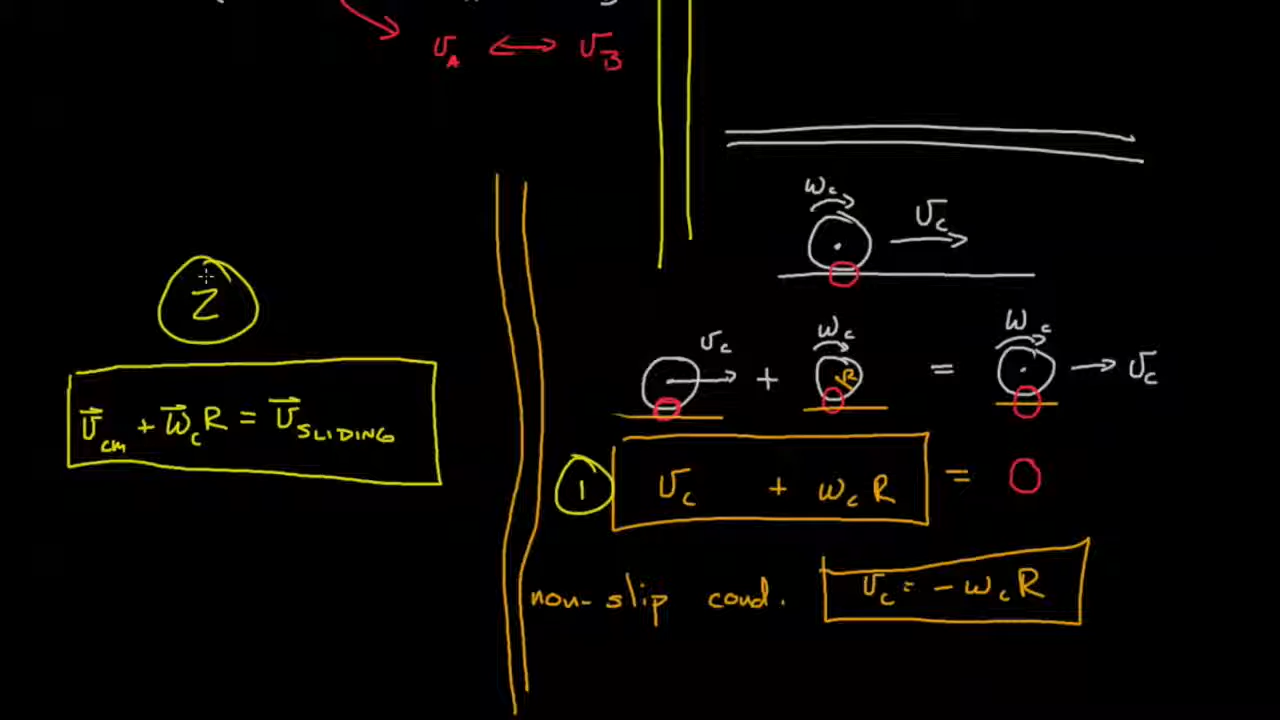 v_A ↔ v_B
ω_c
v_c
v_c + ω_c R = ω_c → v_c
① v_c + ω_c R = 0
non-slip cond. v_c = - ω_c R
2
v⃗_cm + ω⃗_c R = v⃗_SLIDING